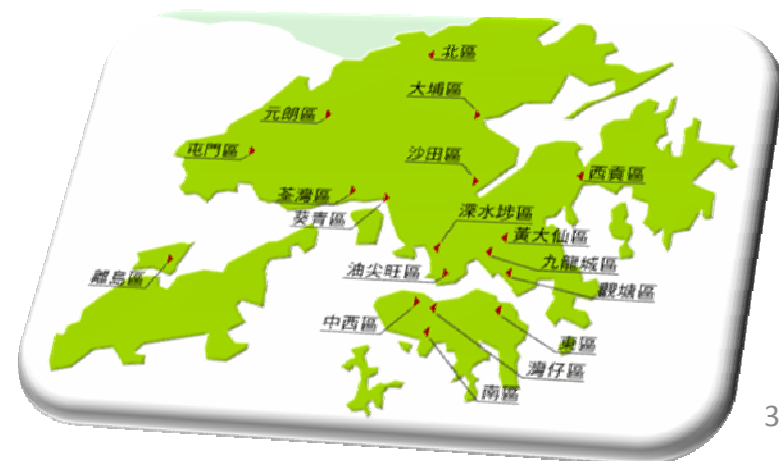 北區
大埔區
元朗區
屯門區
沙田區
西貢區
荃灣區
葵青區
深水埗區
黃大仙區
九龍城區
油尖旺區
離島區
觀塘區
中西區
東區
灣仔區
南區
3